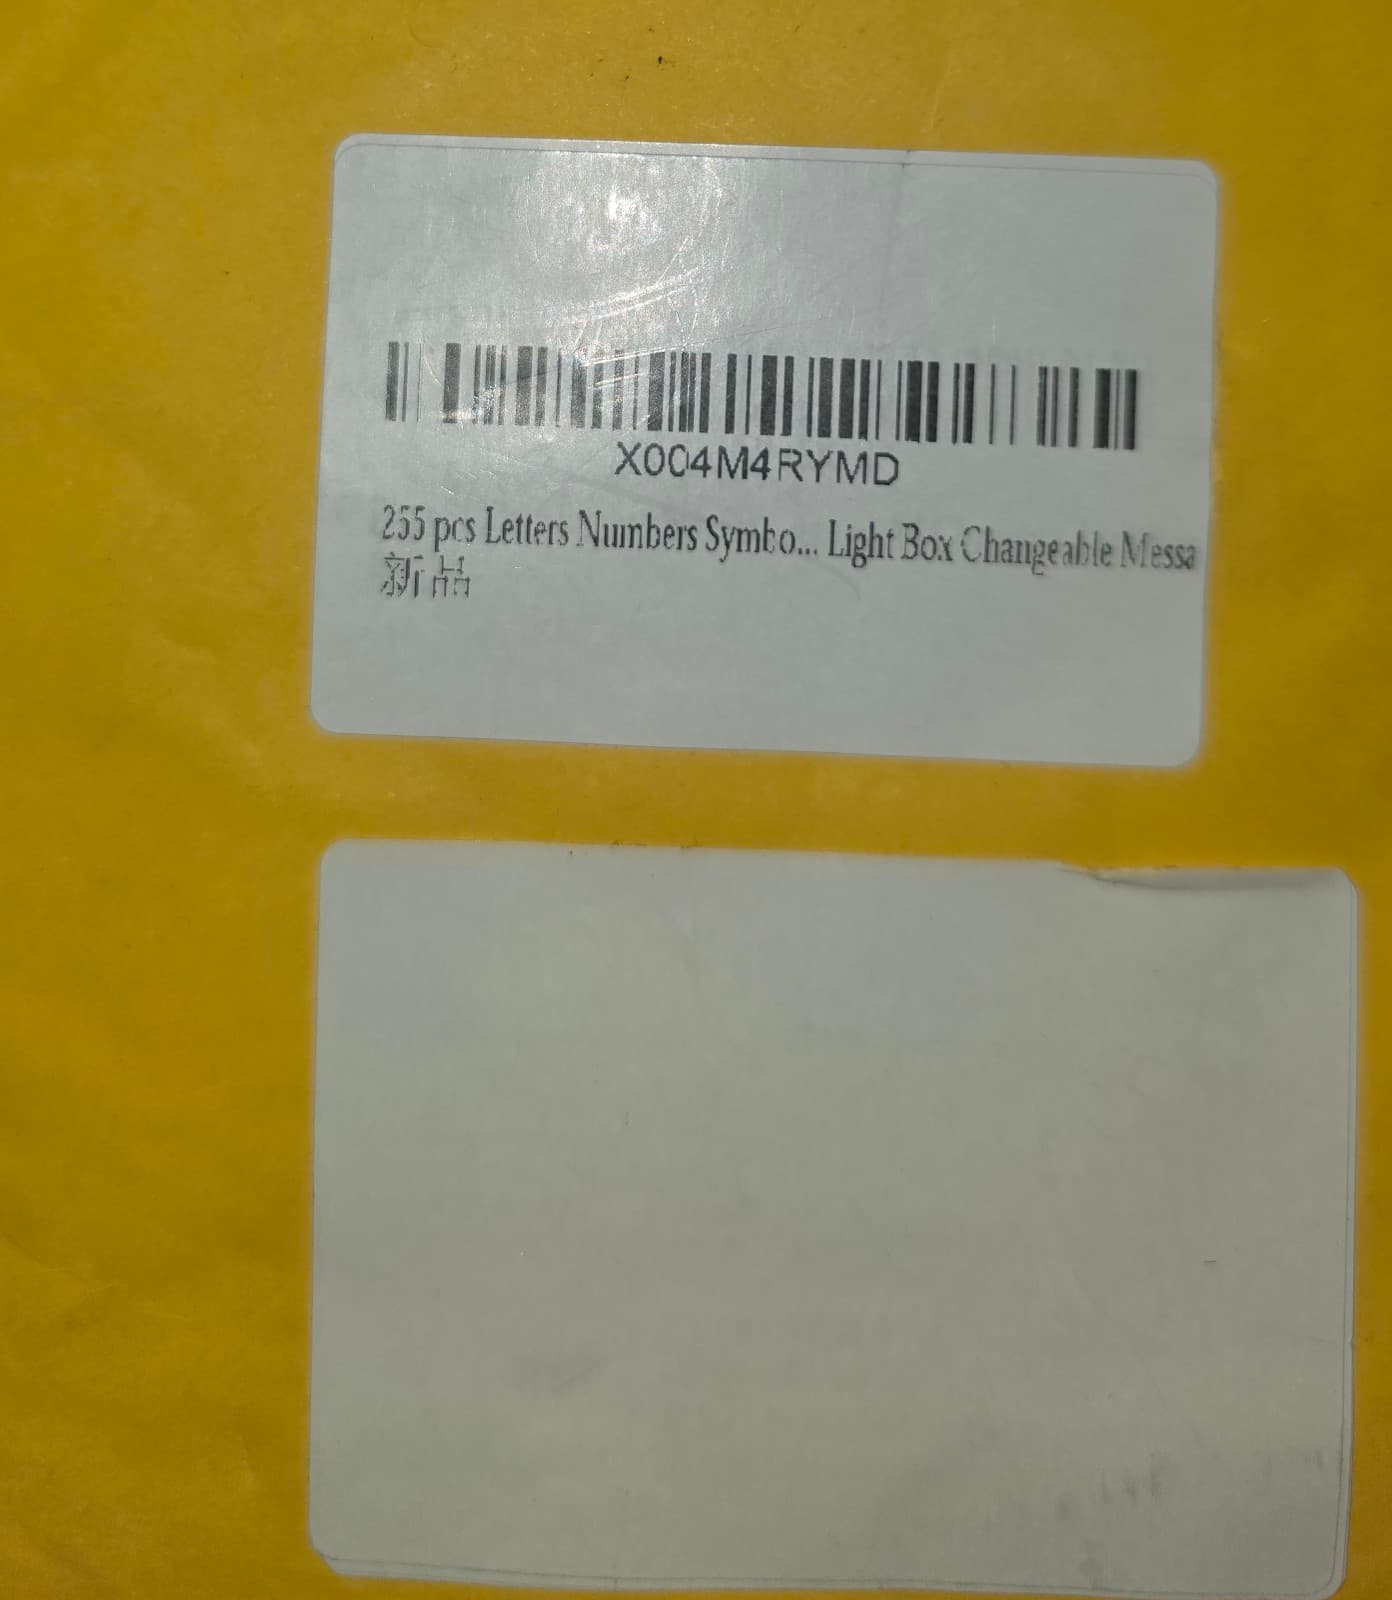 X004M4RYMD
255 pcs Letters Numbers Symbo... Light Box Changeable Messa
新品